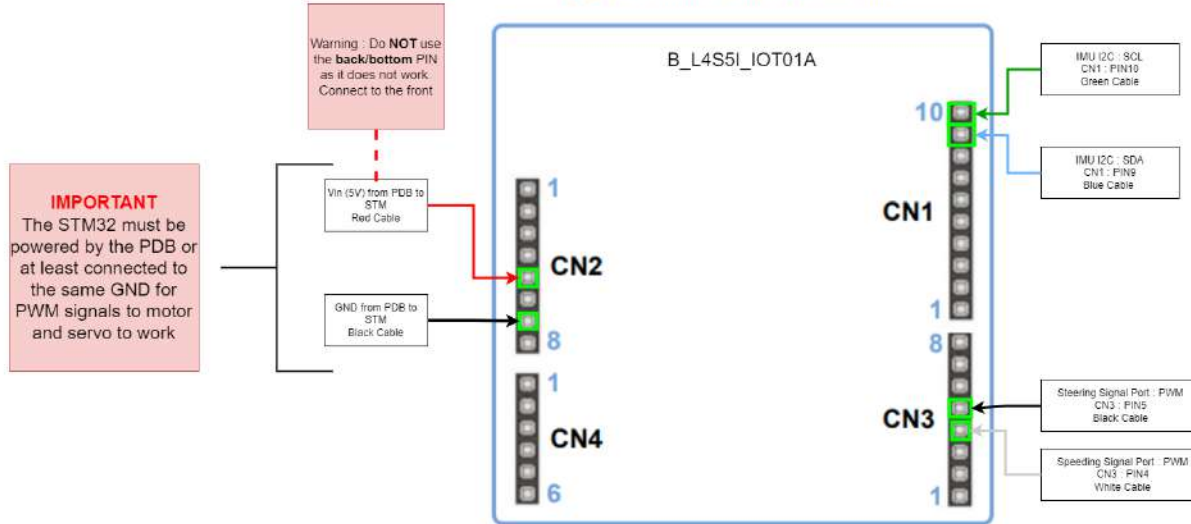 Warning : Do NOT use
the back/bottom PIN
as it does not work.
Connect to the front
B_L4S5I_IOT01A
IMU I2C : SCL
CN1 : PIN10
Green Cable
10
IMU I2C : SDA
CN1 : PIN9
Blue Cable
IMPORTANT
The STM32 must be
powered by the PDB or
at least connected to
the same GND for
PWM signals to motor
and servo to work
Vin (5V) from PDB to
STM
Red Cable
1
CN1
CN2
GND from PDB to
STM
Black Cable
1
8
8
1
Steering Signal Port : PWM
CN3 : PIN5
Black Cable
CN3
CN4
Speeding Signal Port : PWM
CN3 : PIN4
White Cable
6
1